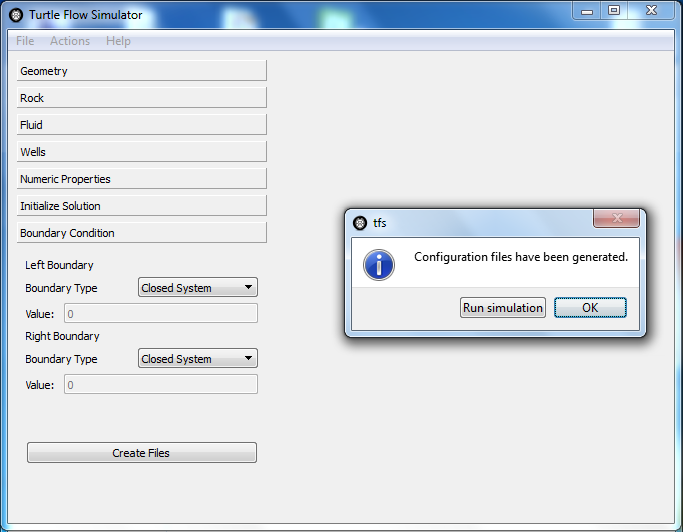 Turtle Flow Simulator
File Actions Help
Geometry
Rock
Fluid
Wells
Numeric Properties
Initialize Solution
Boundary Condition
Left Boundary
Boundary Type Closed System
Value: 0
Right Boundary
Boundary Type Closed System
Value: 0
Create Files
tfs
Configuration files have been generated.
Run simulation OK